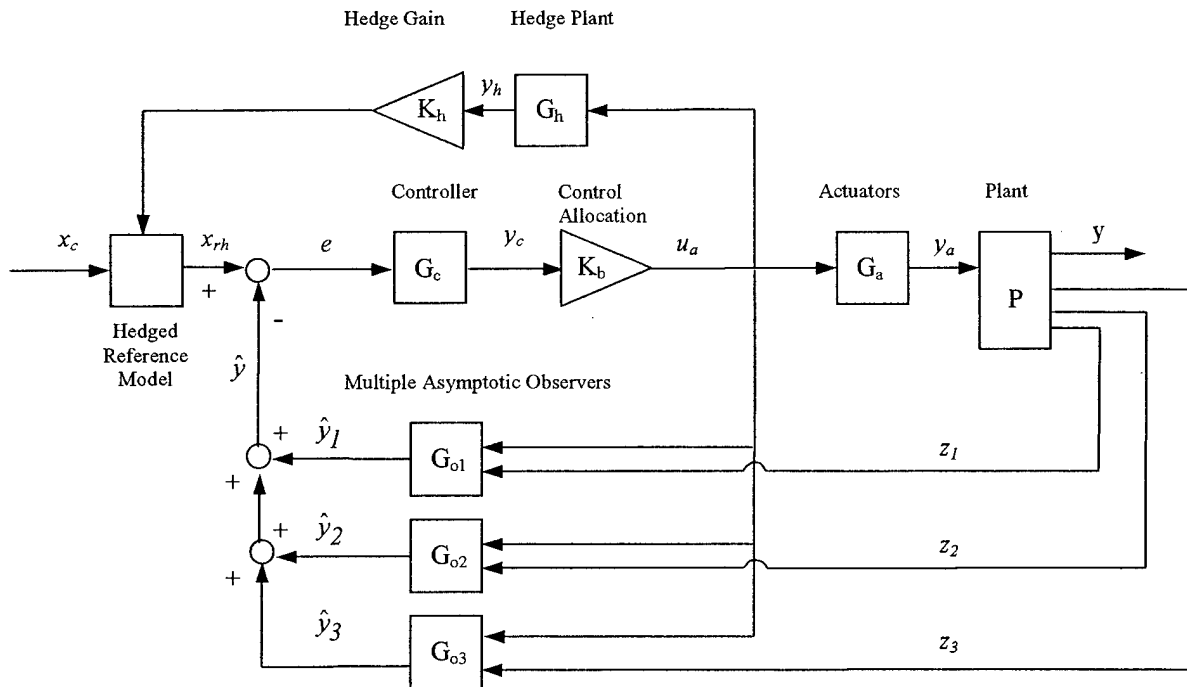 Hedge Gain
Hedge Plant
K_h
y_h
G_h
Controller
Control
Allocation
Actuators
Plant
x_c
x_rh
+
e
G_c
y_c
K_b
u_a
G_a
y_a
P
y
-
Hedged
Reference
Model
ŷ
Multiple Asymptotic Observers
+
ŷ_1
G_o1
z_1
+
+
ŷ_2
G_o2
z_2
+
ŷ_3
G_o3
z_3